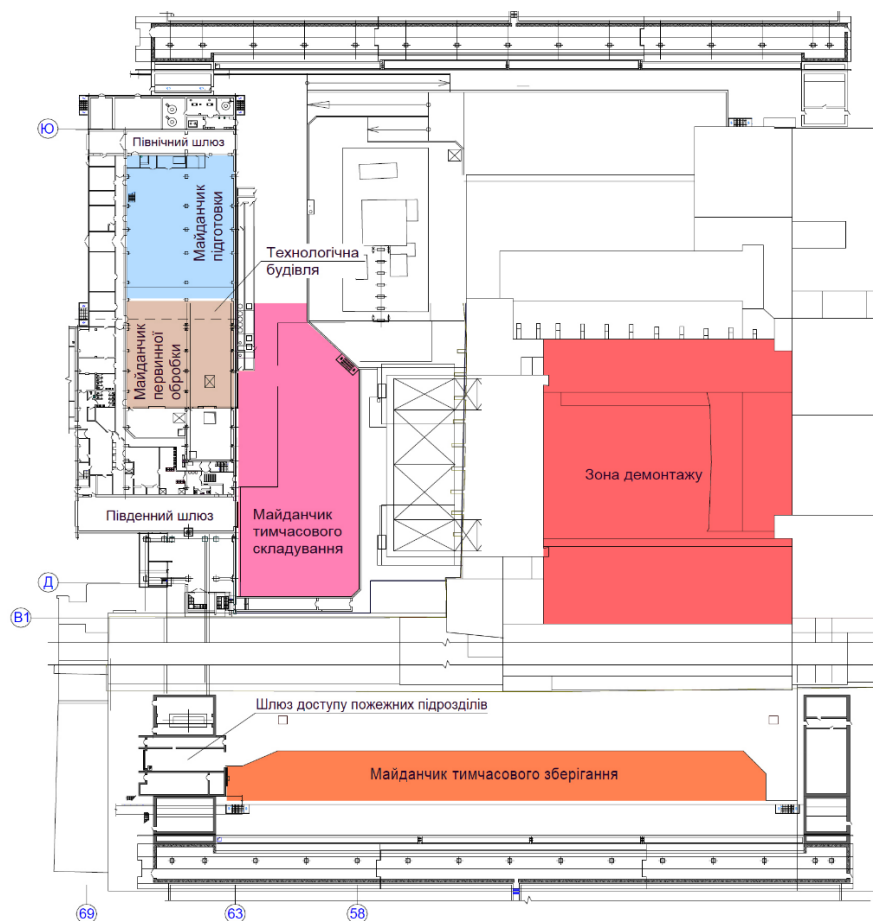 Ю
Північний шлюз
Майданчик
підготовки
Технологічна
будівля
Майданчик
первинної
обробки
Зона демонтажу
Майданчик
тимчасового
складування
Південний шлюз
Д
В1
Шлюз доступу пожежних підрозділів
Майданчик тимчасового зберігання
69
63
58